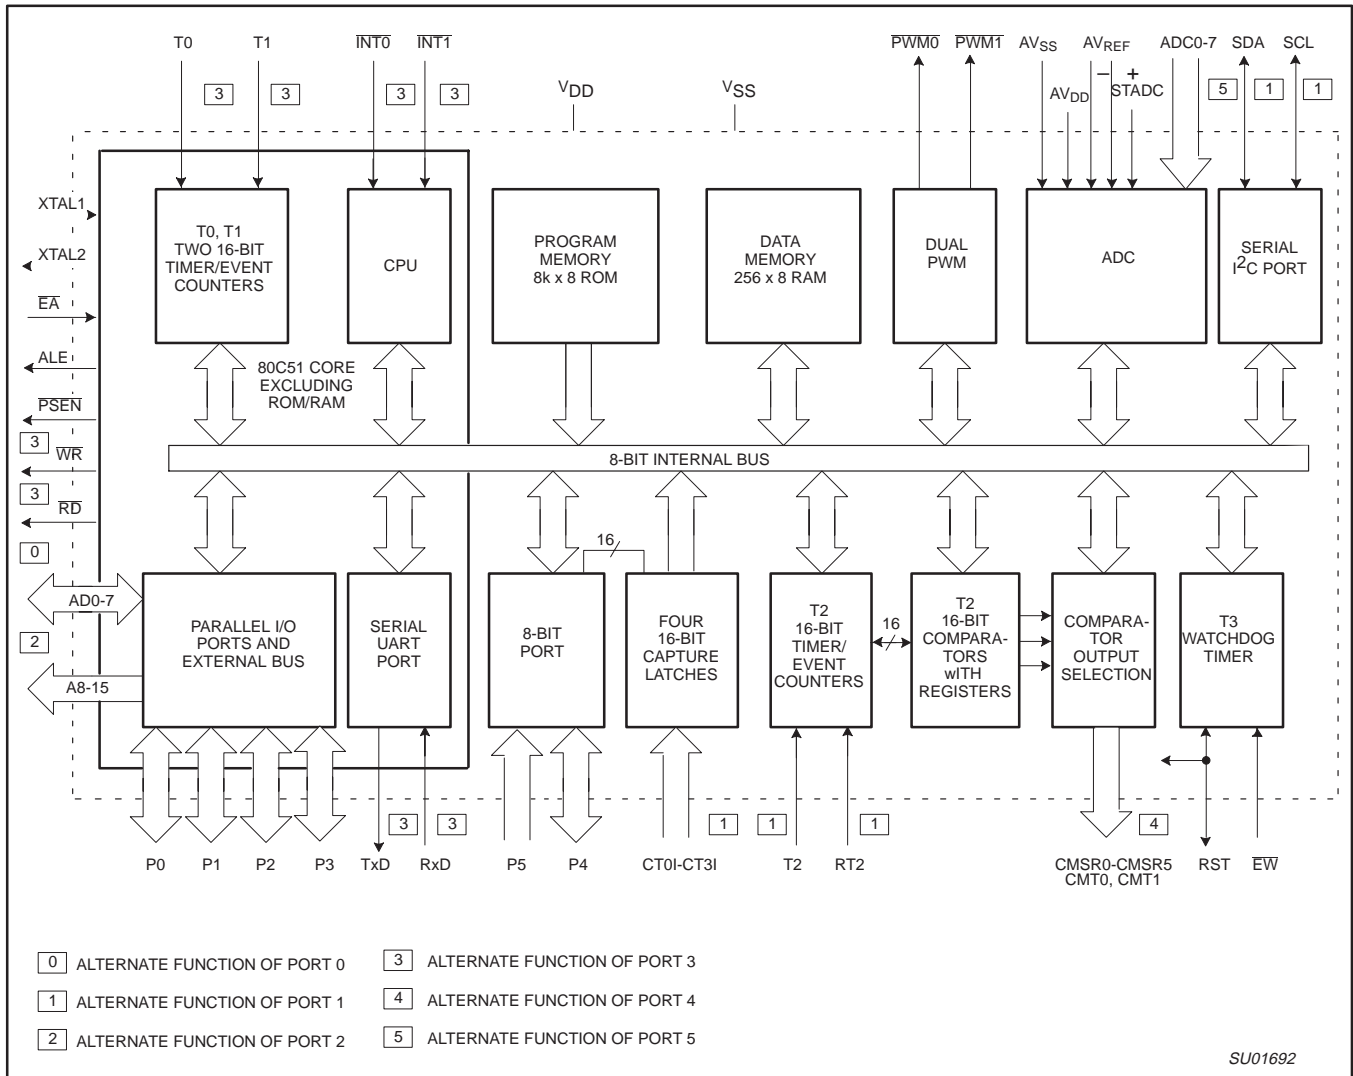 T0 T1 INT0 INT1 PWM0 PWM1 AVSS AVREF ADC0-7 SDA SCL
− +
3 3 3 3 VDD VSS AVDD STADC 5 1 1
XTAL1
XTAL2
EA
ALE
PSEN
3
WR
3
RD
0
AD0-7
2
A8-15
T0, T1
TWO 16-BIT
TIMER/EVENT
COUNTERS
CPU
PROGRAM
MEMORY
8k x 8 ROM
DATA
MEMORY
256 x 8 RAM
DUAL
PWM
ADC
SERIAL
I2C PORT
80C51 CORE
EXCLUDING
ROM/RAM
8-BIT INTERNAL BUS
PARALLEL I/O
PORTS AND
EXTERNAL BUS
SERIAL
UART
PORT
8-BIT
PORT
16
FOUR
16-BIT
CAPTURE
LATCHES
T2
16-BIT
TIMER/
EVENT
COUNTERS
16
T2
16-BIT
COMPARA-
TORS
wITH
REGISTERS
COMPARA-
TOR
OUTPUT
SELECTION
T3
WATCHDOG
TIMER
3 3 1 1 1 4
P0 P1 P2 P3 TxD RxD P5 P4 CT0I-CT3I T2 RT2 CMSR0-CMSR5 RST EW
CMT0, CMT1
0 ALTERNATE FUNCTION OF PORT 0
1 ALTERNATE FUNCTION OF PORT 1
2 ALTERNATE FUNCTION OF PORT 2
3 ALTERNATE FUNCTION OF PORT 3
4 ALTERNATE FUNCTION OF PORT 4
5 ALTERNATE FUNCTION OF PORT 5
SU01692